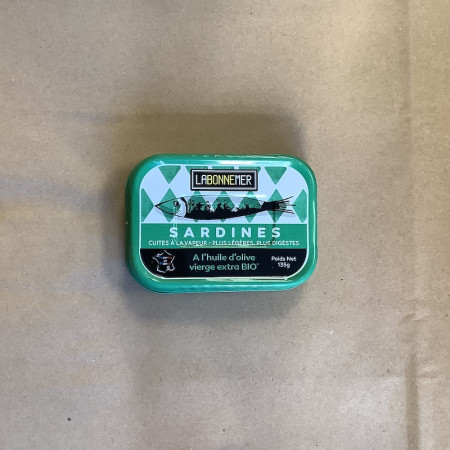 LABONNEMER
SARDINES
CUITES À LA VAPEUR - PLUS LÉGÈRES, PLUS DIGESTES
A l'huile d'olive
vierge extra BIO*
Poids Net
135g